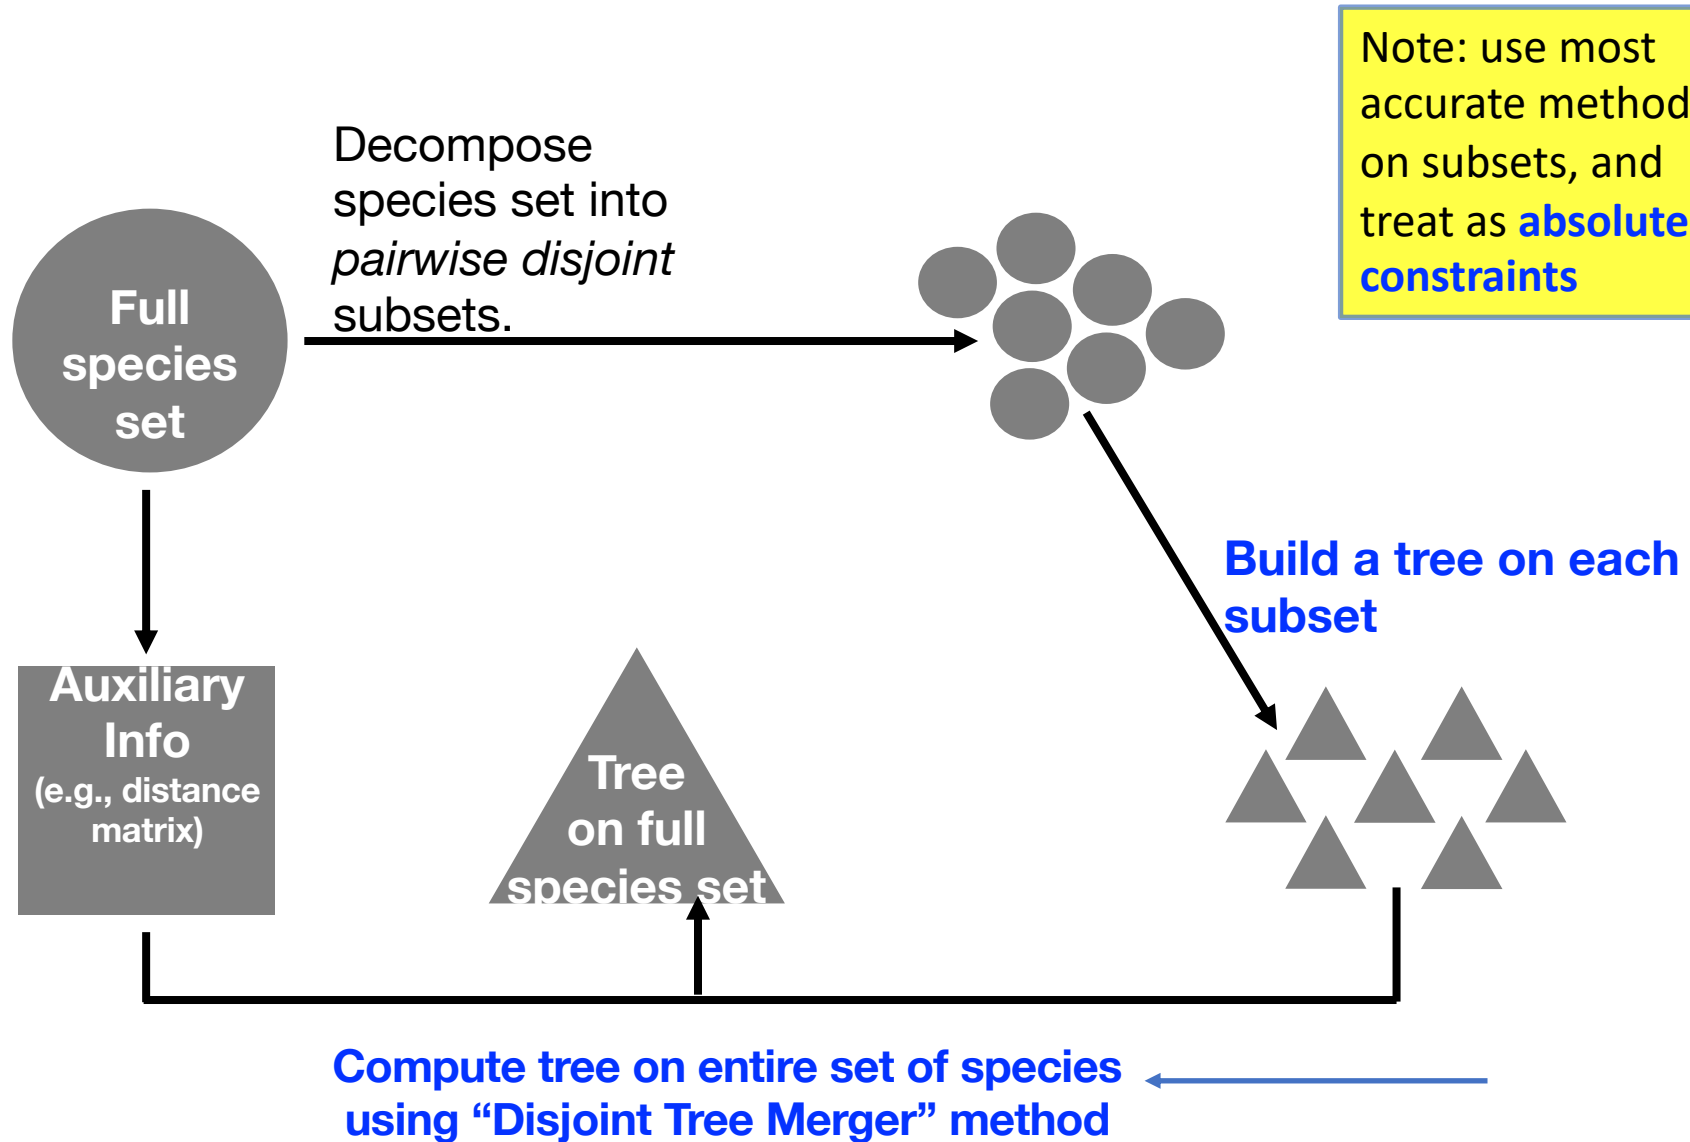 Note: use most
accurate method
on subsets, and
treat as absolute
constraints
Decompose
species set into
pairwise disjoint
subsets.
Full
species
set
Build a tree on each
subset
Auxiliary
Info
(e.g., distance
matrix)
Tree
on full
species set
Compute tree on entire set of species
using “Disjoint Tree Merger” method